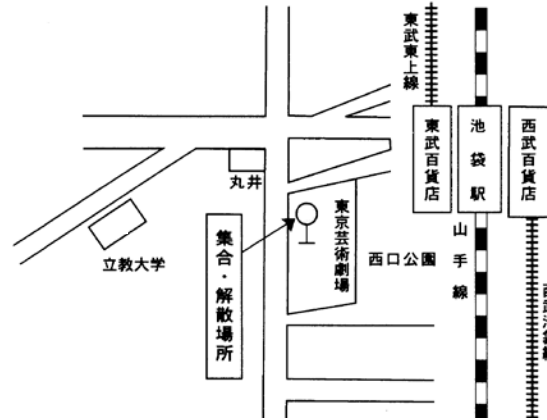 東武東上線
東武百貨店
池袋駅
西武百貨店
丸井
東京芸術劇場
集合・解散場所
立教大学
西口公園
山手線